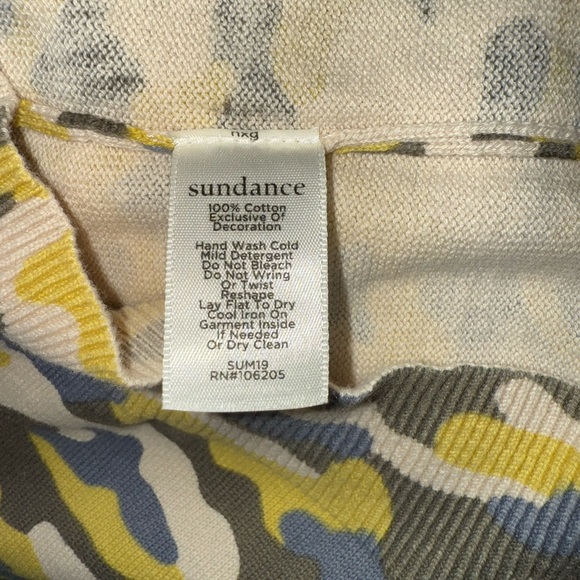 sundance
100% Cotton
Exclusive Of
Decoration
Hand Wash Cold
Mild Detergent
Do Not Bleach
Do Not Wring
Or Twist
Reshape
Lay Flat To Dry
Cool Iron On
Garment Inside
If Needed
Or Dry Clean
SUM19
RN#106205